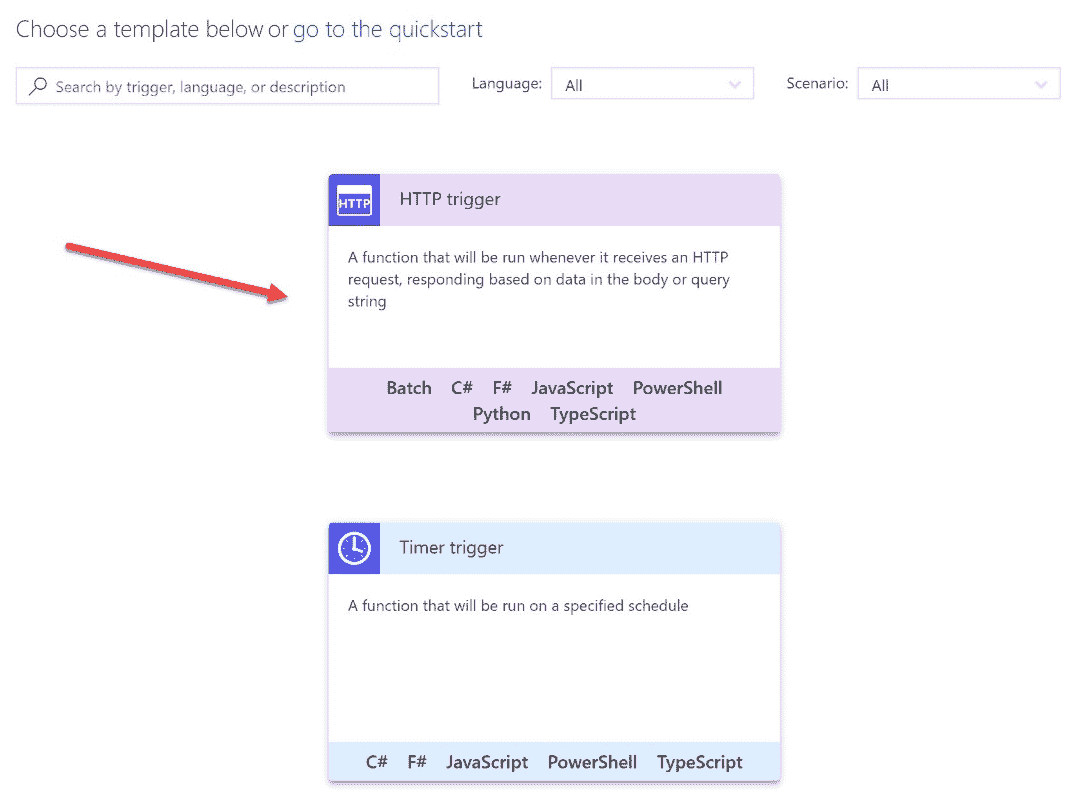 Choose a template below or go to the quickstart
Search by trigger, language, or description
Language:
All
Scenario:
All
HTTP
HTTP trigger
A function that will be run whenever it receives an HTTP
request, responding based on data in the body or query
string
Batch C# F# JavaScript PowerShell
Python TypeScript
Timer trigger
A function that will be run on a specified schedule
C# F# JavaScript PowerShell TypeScript